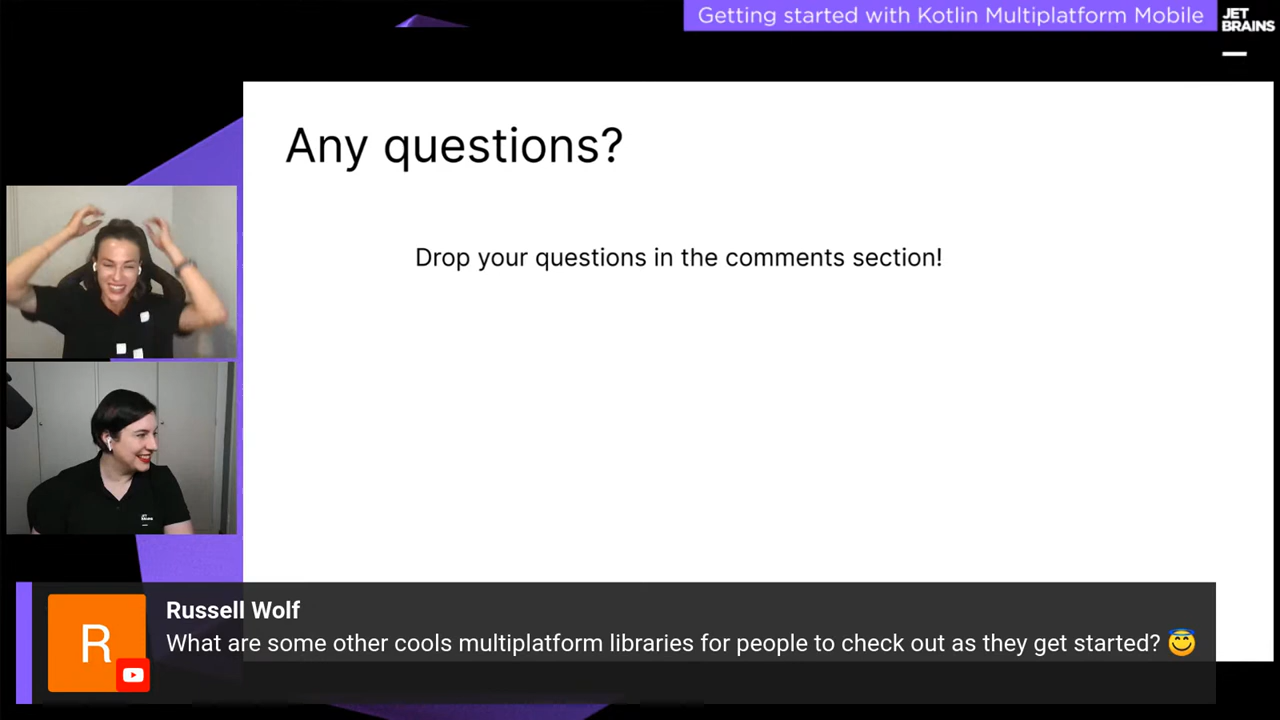 Getting started with Kotlin Multiplatform Mobile
JET
BRAINS
Any questions?
Drop your questions in the comments section!
R
Russell Wolf
What are some other cools multiplatform libraries for people to check out as they get started? 😇